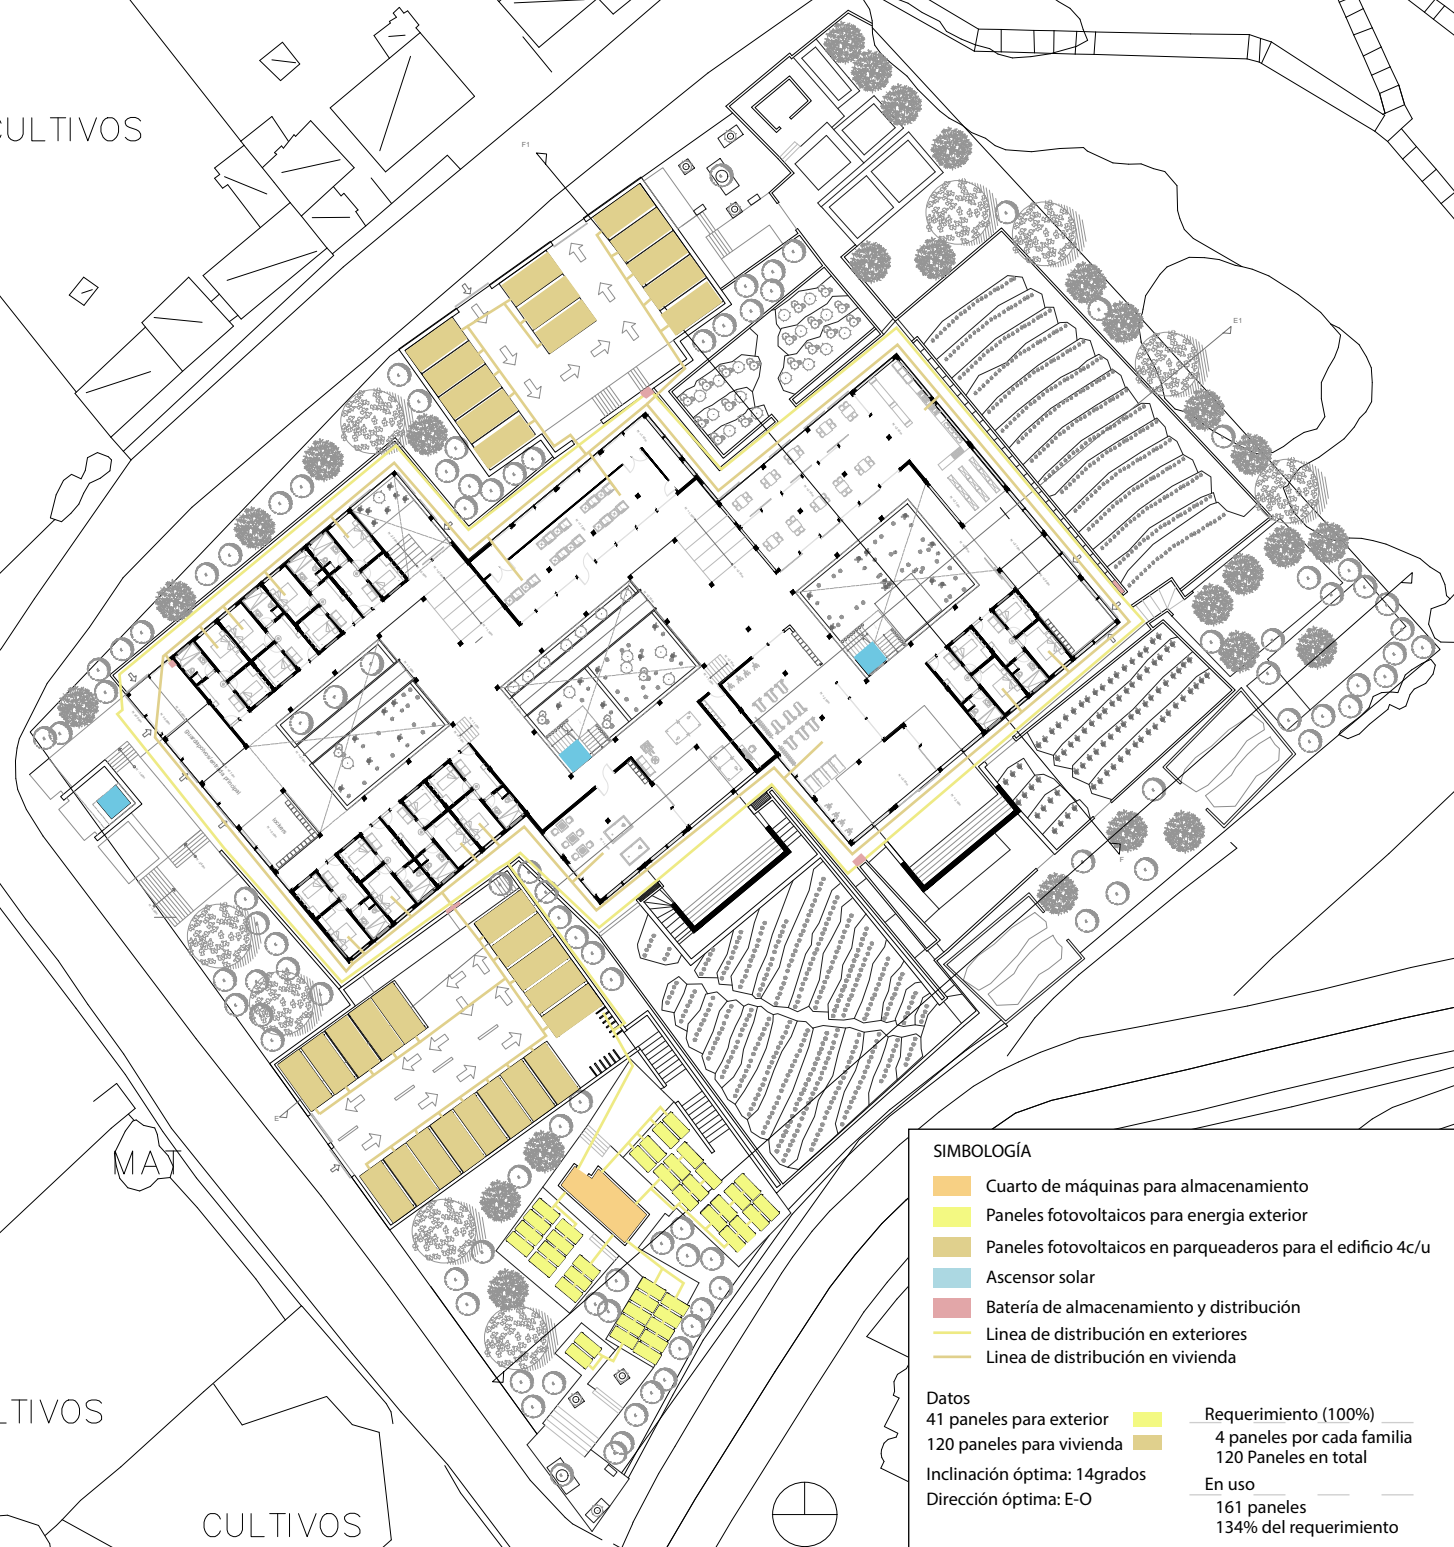 CULTIVOS
F1
E1
F
E
MAT
LTIVOS
CULTIVOS
lockers
SIMBOLOGÍA
Cuarto de máquinas para almacenamiento
Paneles fotovoltaicos para energia exterior
Paneles fotovoltaicos en parqueaderos para el edificio 4c/u
Ascensor solar
Batería de almacenamiento y distribución
Linea de distribución en exteriores
Linea de distribución en vivienda
Datos
41 paneles para exterior
120 paneles para vivienda
Inclinación óptima: 14grados
Dirección óptima: E-O
Requerimiento (100%)
4 paneles por cada familia
120 Paneles en total
En uso
161 paneles
134% del requerimiento